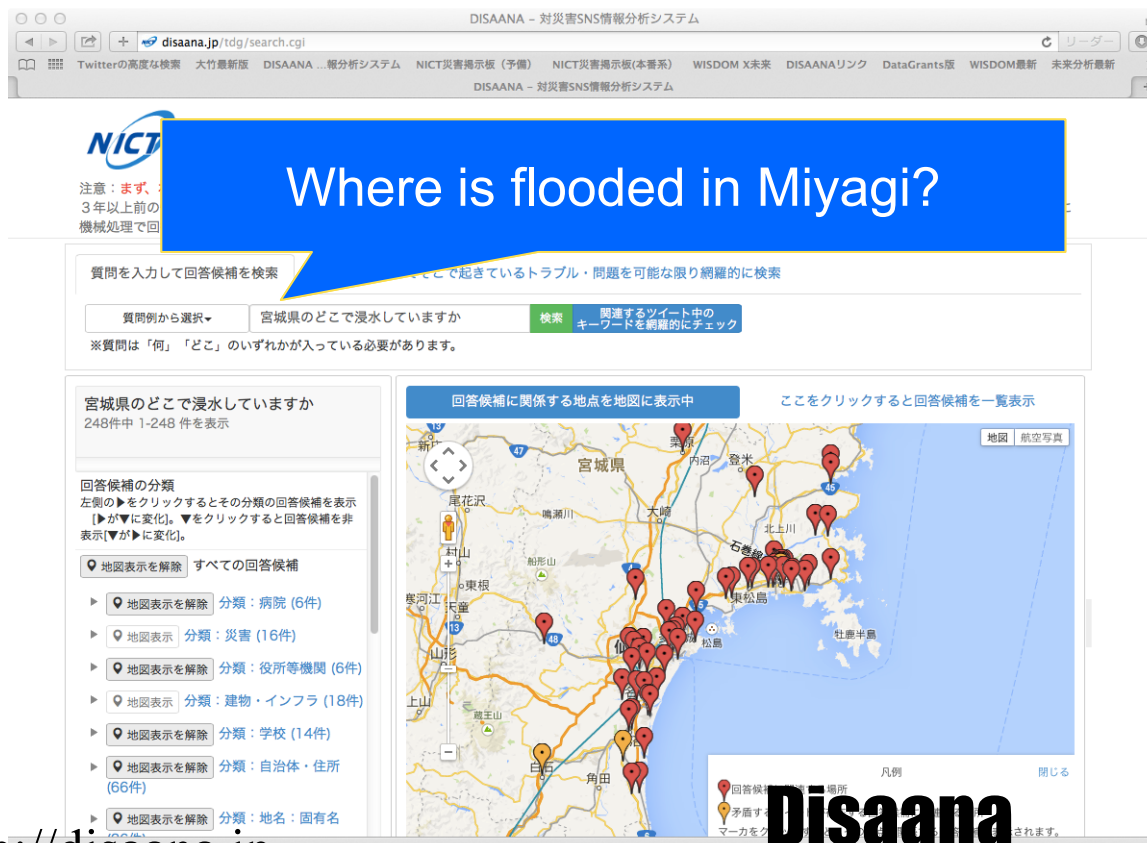 DISAANA – 対災害SNS情報分析システム
disaana.jp/tdg/search.cgi
リーダー
Twitterの高度な検索 大竹最新版 DISAANA ...報分析システム NICT災害掲示板（予備） NICT災害掲示板(本番系) WISDOM X未来 DISAANAリンク DataGrants版 WISDOM最新 未来分析最新
DISAANA – 対災害SNS情報分析システム
NICT
Where is flooded in Miyagi?
注意：まず、
３年以上前の
機械処理で回
質問を入力して回答候補を検索
そこで起きているトラブル・問題を可能な限り網羅的に検索
質問例から選択▾
宮城県のどこで浸水していますか
検索
関連するツイート中の
キーワードを網羅的にチェック
※質問は「何」「どこ」のいずれかが入っている必要があります。
宮城県のどこで浸水していますか
248件中 1-248 件を表示
回答候補の分類
左側の▶をクリックするとその分類の回答候補を表示
[▶が▼に変化]。▼をクリックすると回答候補を非
表示[▼が▶に変化]。
地図表示を解除 すべての回答候補
▶ 地図表示を解除 分類：病院 (6件)
▶ 地図表示 分類：災害 (16件)
▶ 地図表示を解除 分類：役所等機関 (6件)
▶ 地図表示 分類：建物・インフラ (18件)
▶ 地図表示を解除 分類：学校 (14件)
▶ 地図表示を解除 分類：自治体・住所
(66件)
▶ 地図表示を解除 分類：地名：固有名
回答候補に関係する地点を地図に表示中
ここをクリックすると回答候補を一覧表示
地図 航空写真
13
47
栗原
宮城県
内沼
登米
45
尾花沢
鳴瀬川
大崎
北上川
村山
船形山
石巻線
東根
4
寒河江
天童
東松島
13
48
45
松島
牡鹿半島
山形
上山
蔵王山
白石
角田
6
凡例
閉じる
マーカをク
されます。
Disaana